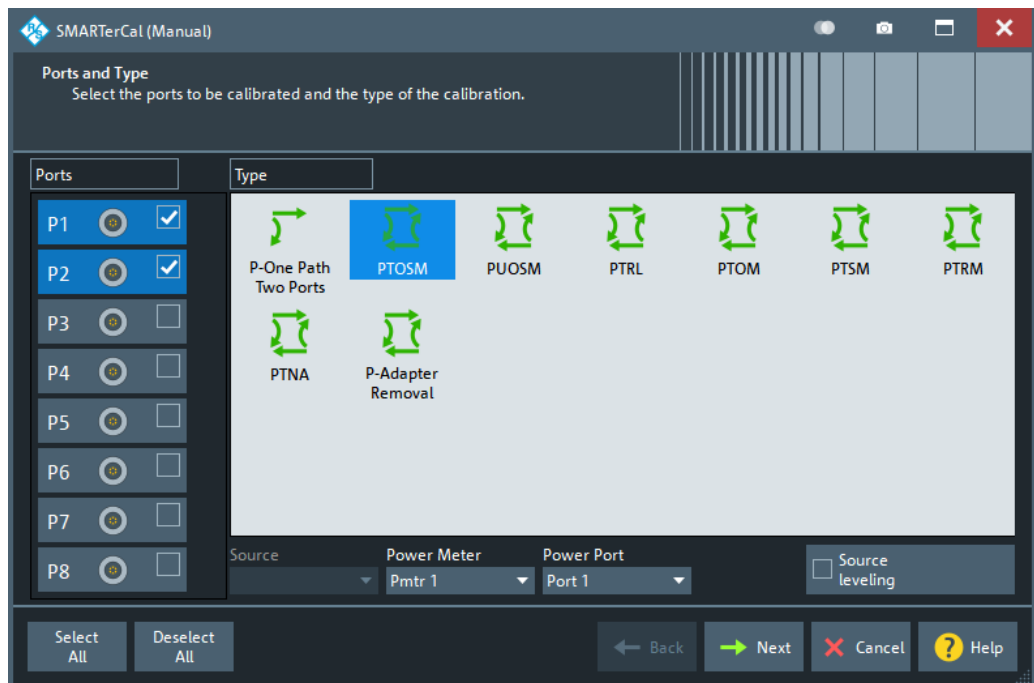 SMARTerCal (Manual)
Ports and Type
Select the ports to be calibrated and the type of the calibration.
Ports
Type
P1
P2
P3
P4
P5
P6
P7
P8
P-One Path
Two Ports
PTOSM
PUOSM
PTRL
PTOM
PTSM
PTRM
PTNA
P-Adapter
Removal
Source
Power Meter
Pmtr 1
Power Port
Port 1
Source
leveling
Select
All
Deselect
All
Back
Next
Cancel
? Help